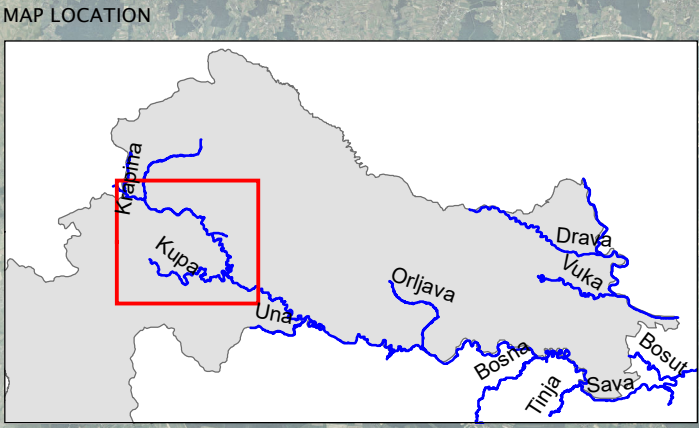 MAP LOCATION
Krapina
Kupa
Una
Orljava
Drava
Vuka
Bosna
Tinja
Sava
Bosut